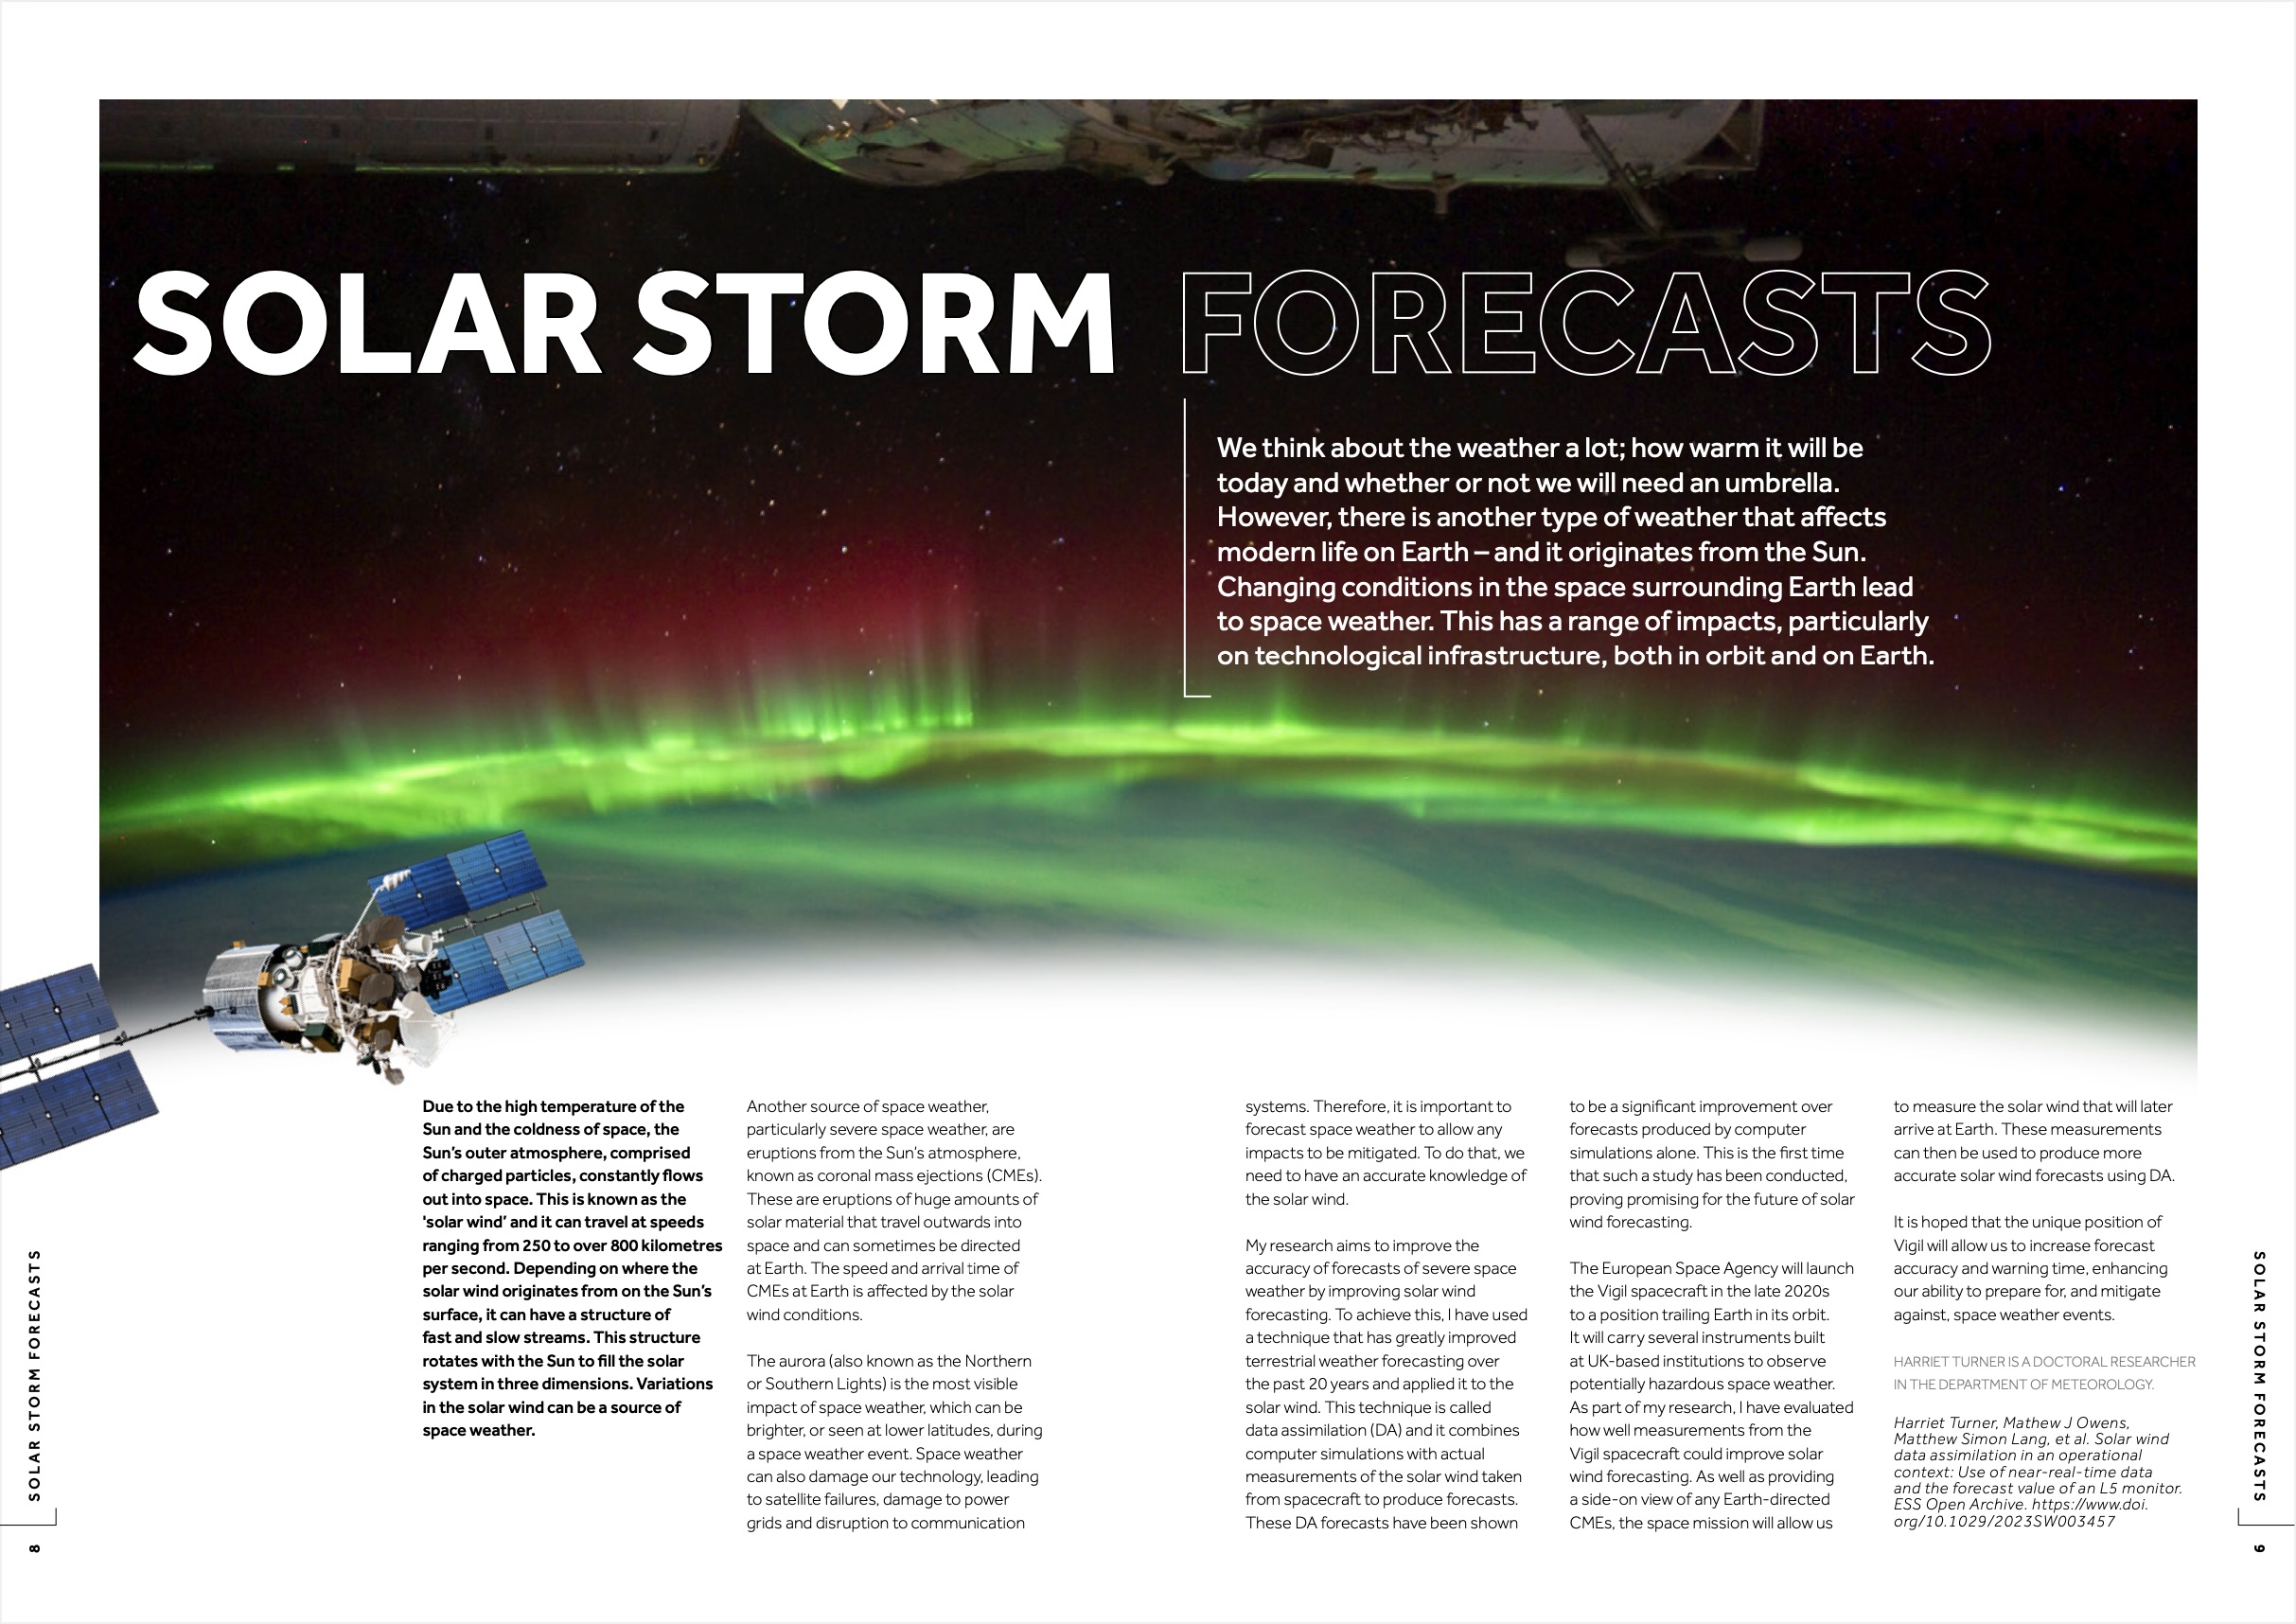 SOLAR STORM FORECASTS
We think about the weather a lot; how warm it will be
today and whether or not we will need an umbrella.
However, there is another type of weather that affects
modern life on Earth – and it originates from the Sun.
Changing conditions in the space surrounding Earth lead
to space weather. This has a range of impacts, particularly
on technological infrastructure, both in orbit and on Earth.
Due to the high temperature of the
Sun and the coldness of space, the
Sun's outer atmosphere, comprised
of charged particles, constantly flows
out into space. This is known as the
'solar wind' and it can travel at speeds
ranging from 250 to over 800 kilometres
per second. Depending on where the
solar wind originates from on the Sun's
surface, it can have a structure of
fast and slow streams. This structure
rotates with the Sun to fill the solar
system in three dimensions. Variations
in the solar wind can be a source of
space weather.
Another source of space weather,
particularly severe space weather, are
eruptions from the Sun's atmosphere,
known as coronal mass ejections (CMEs).
These are eruptions of huge amounts of
solar material that travel outwards into
space and can sometimes be directed
at Earth. The speed and arrival time of
CMEs at Earth is affected by the solar
wind conditions.
The aurora (also known as the Northern
or Southern Lights) is the most visible
impact of space weather, which can be
brighter, or seen at lower latitudes, during
a space weather event. Space weather
can also damage our technology, leading
to satellite failures, damage to power
grids and disruption to communication
systems. Therefore, it is important to
forecast space weather to allow any
impacts to be mitigated. To do that, we
need to have an accurate knowledge of
the solar wind.
My research aims to improve the
accuracy of forecasts of severe space
weather by improving solar wind
forecasting. To achieve this, I have used
a technique that has greatly improved
terrestrial weather forecasting over
the past 20 years and applied it to the
solar wind. This technique is called
data assimilation (DA) and it combines
computer simulations with actual
measurements of the solar wind taken
from spacecraft to produce forecasts.
These DA forecasts have been shown
to be a significant improvement over
forecasts produced by computer
simulations alone. This is the first time
that such a study has been conducted,
proving promising for the future of solar
wind forecasting.
The European Space Agency will launch
the Vigil spacecraft in the late 2020s
to a position trailing Earth in its orbit.
It will carry several instruments built
at UK-based institutions to observe
potentially hazardous space weather.
As part of my research, I have evaluated
how well measurements from the
Vigil spacecraft could improve solar
wind forecasting. As well as providing
a side-on view of any Earth-directed
CMEs, the space mission will allow us
to measure the solar wind that will later
arrive at Earth. These measurements
can then be used to produce more
accurate solar wind forecasts using DA.
It is hoped that the unique position of
Vigil will allow us to increase forecast
accuracy and warning time, enhancing
our ability to prepare for, and mitigate
against, space weather events.
HARRIET TURNER IS A DOCTORAL RESEARCHER
IN THE DEPARTMENT OF METEOROLOGY.
Harriet Turner, Mathew J Owens,
Matthew Simon Lang, et al. Solar wind
data assimilation in an operational
context: Use of near-real-time data
and the forecast value of an L5 monitor.
ESS Open Archive. https://www.doi.
org/10.1029/2023SW003457
SOLAR STORM FORECASTS
8
SOLAR STORM FORECASTS
9